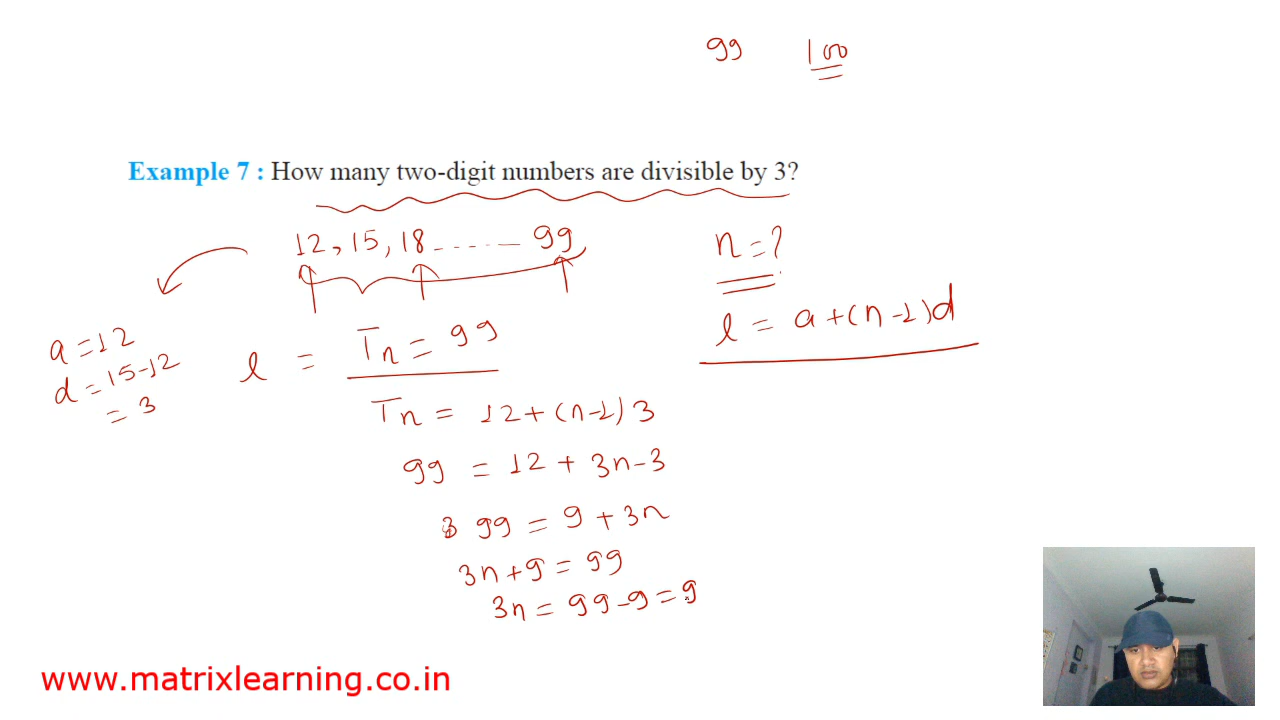 99 100
Example 7 : How many two-digit numbers are divisible by 3?
12, 15, 18 ...... 99
n = ?
l = a + (n-1)d
a = 12
d = 15-12
= 3
l = Tn = 99
Tn = 12 + (n-1) 3
99 = 12 + 3n - 3
99 = 9 + 3n
3n + 9 = 99
3n = 99 - 9 = 9
www.matrixlearning.co.in